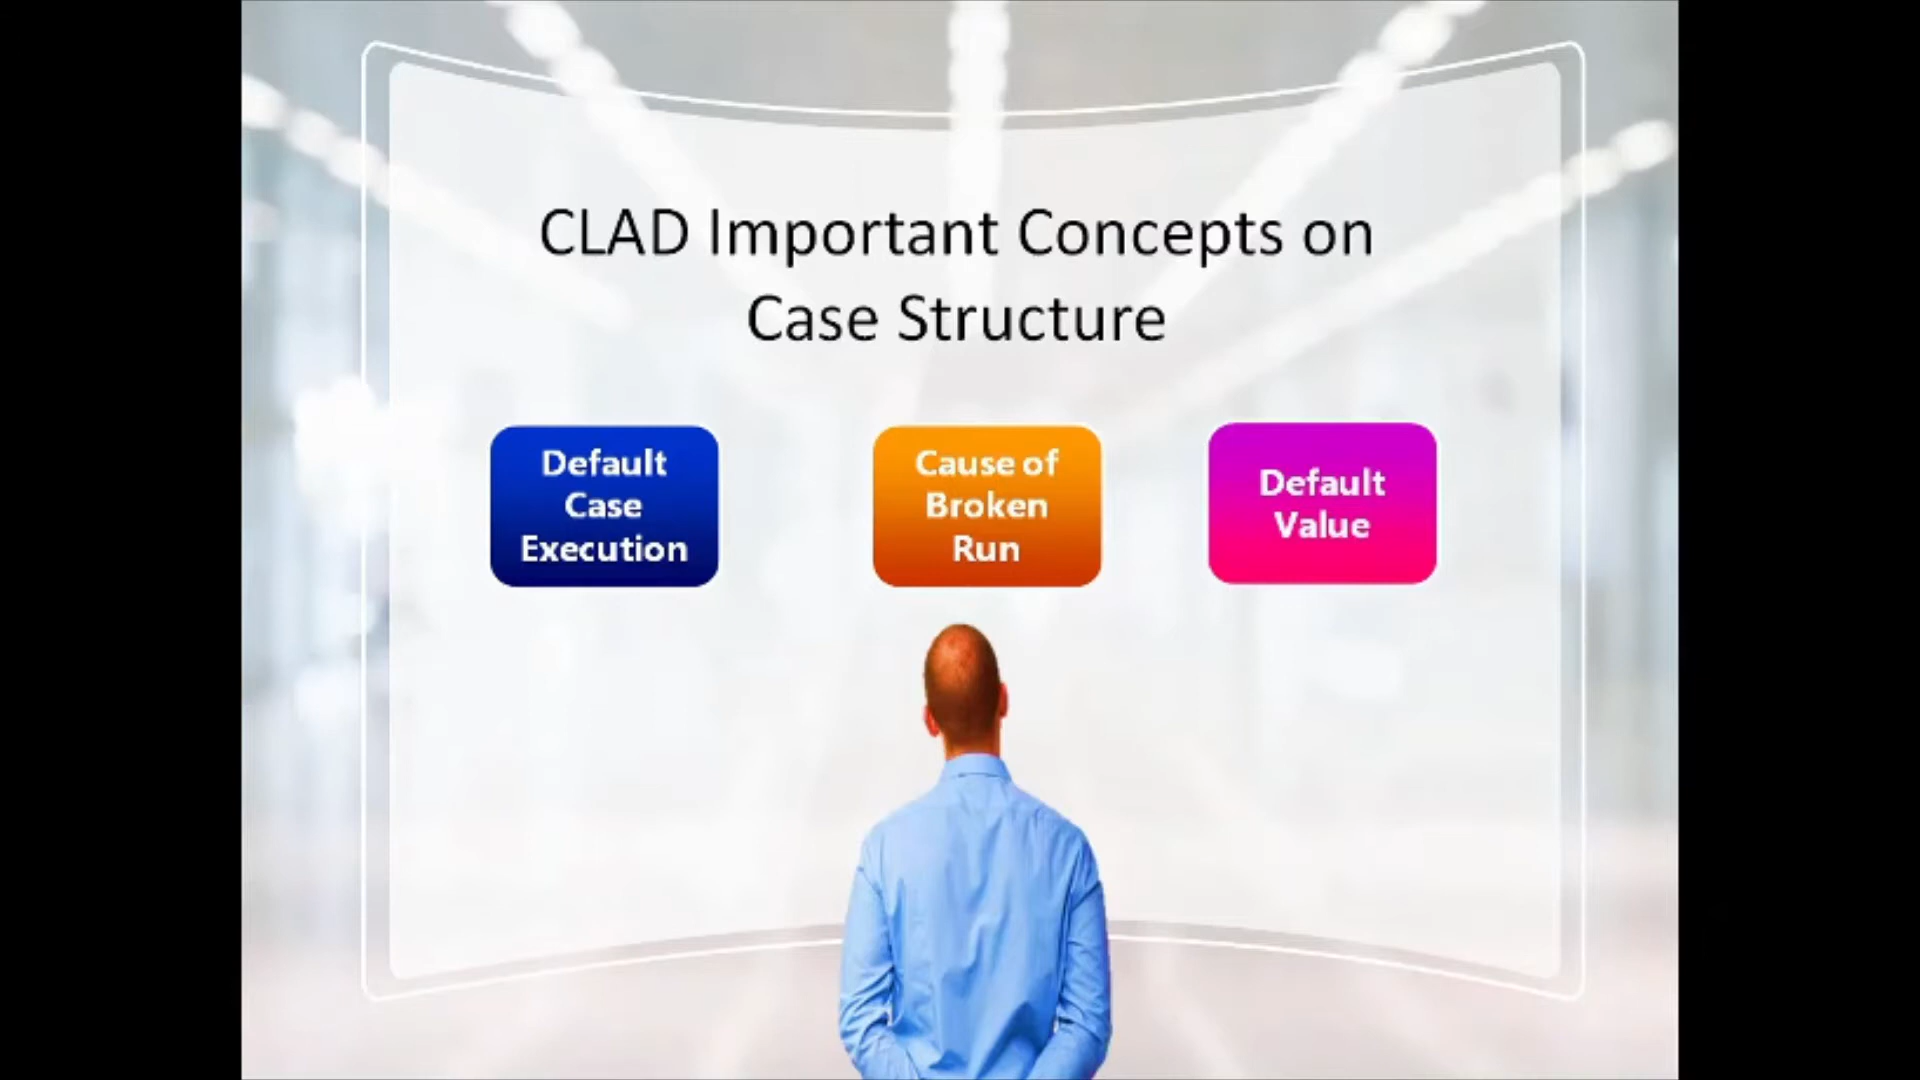 CLAD Important Concepts on
Case Structure
Default
Case
Execution
Cause of
Broken
Run
Default
Value